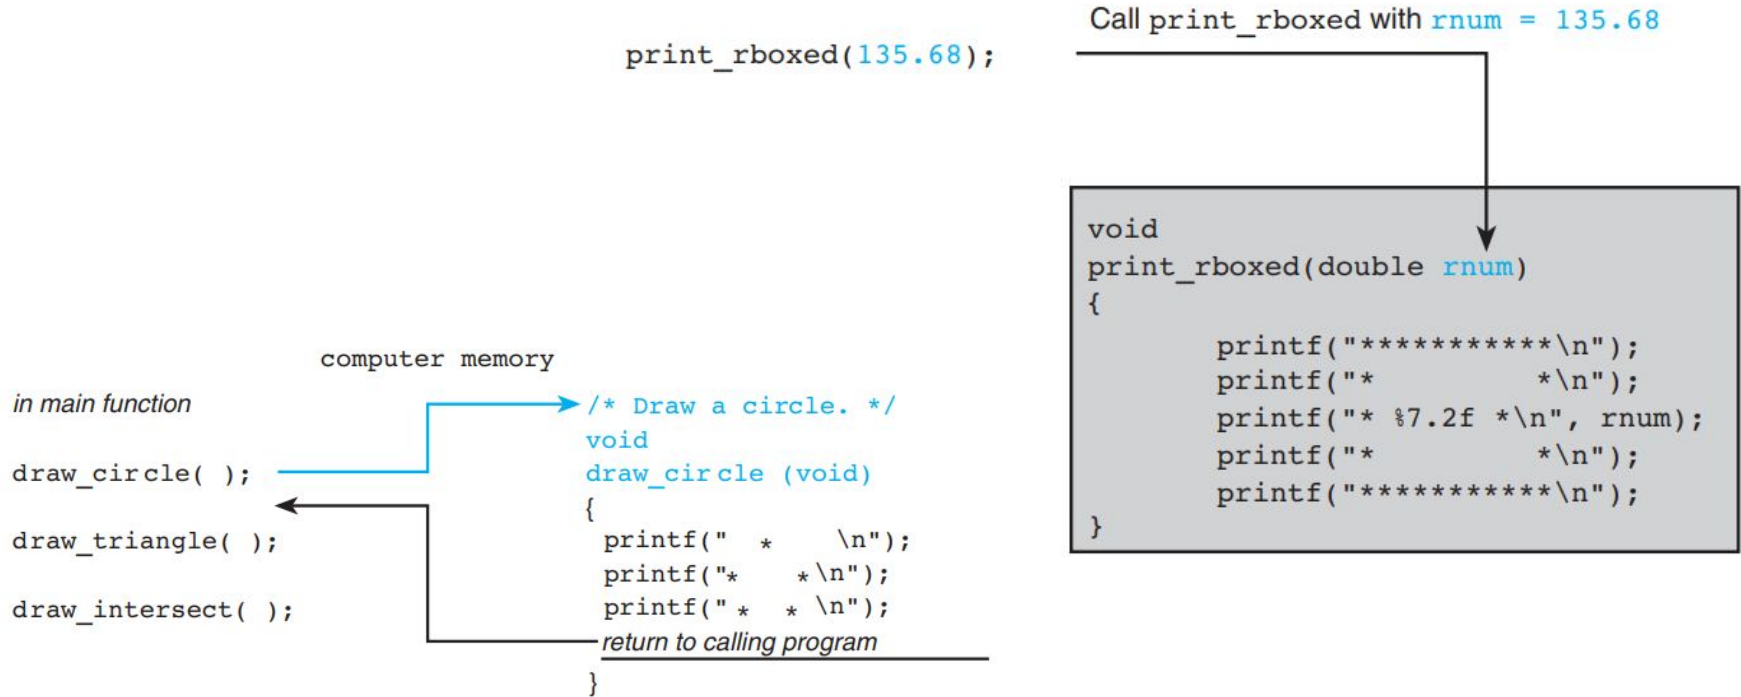 print_rboxed(135.68);
Call print_rboxed with rnum = 135.68
void
print_rboxed(double rnum)
{
printf("***********\n");
printf("*         *\n");
printf("* %7.2f *\n", rnum);
printf("*         *\n");
printf("***********\n");
}
computer memory
in main function
draw_circle( );
draw_triangle( );
draw_intersect( );
/* Draw a circle. */
void
draw_circle (void)
{
printf("  *    \n");
printf("*   *\n");
printf(" *  * \n");
return to calling program
}